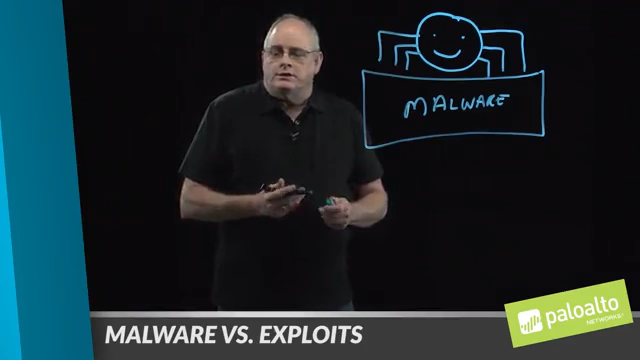 MALWARE
MALWARE VS. EXPLOITS
paloalto
NETWORKS